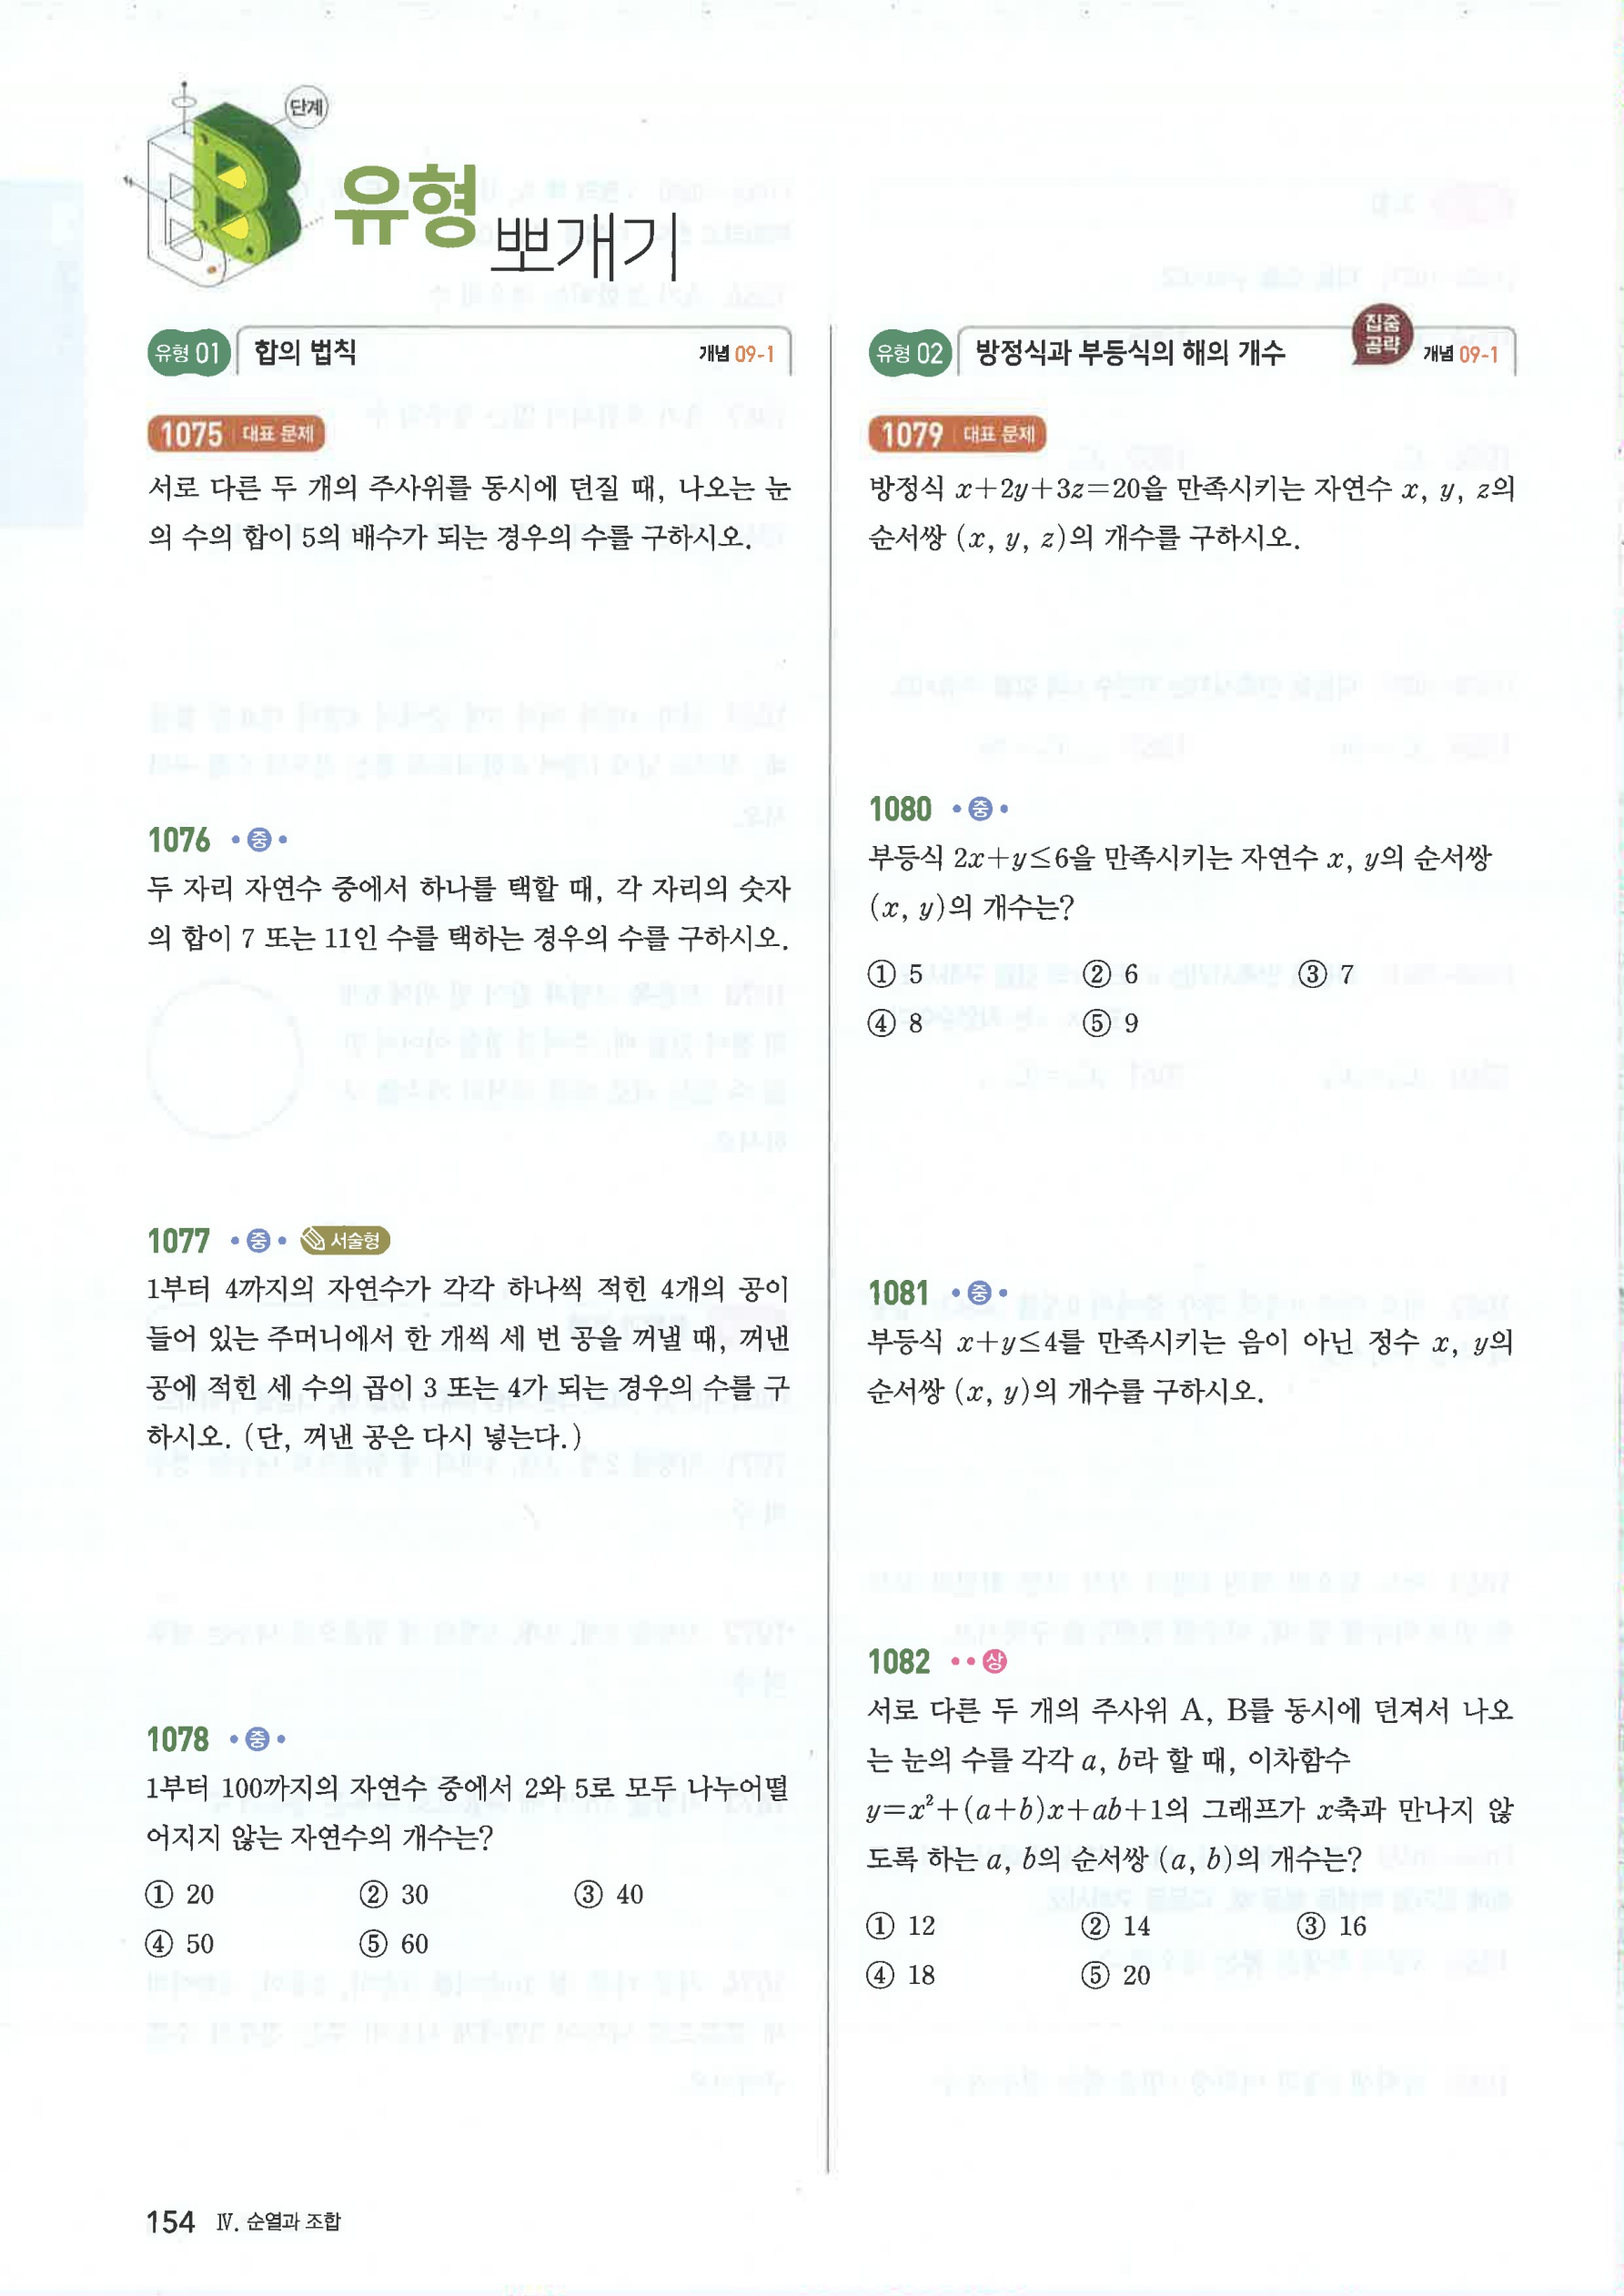 단계
유형 뽀개기
유형 01 합의 법칙 개념 09-1
1075 대표 문제
서로 다른 두 개의 주사위를 동시에 던질 때, 나오는 눈
의 수의 합이 5의 배수가 되는 경우의 수를 구하시오.
1076 중
두 자리 자연수 중에서 하나를 택할 때, 각 자리의 숫자
의 합이 7 또는 11인 수를 택하는 경우의 수를 구하시오.
1077 중 서술형
1부터 4까지의 자연수가 각각 하나씩 적힌 4개의 공이
들어 있는 주머니에서 한 개씩 세 번 공을 꺼낼 때, 꺼낸
공에 적힌 세 수의 곱이 3 또는 4가 되는 경우의 수를 구
하시오. (단, 꺼낸 공은 다시 넣는다.)
1078 중
1부터 100까지의 자연수 중에서 2와 5로 모두 나누어떨
어지지 않는 자연수의 개수는?
① 20 ② 30 ③ 40
④ 50 ⑤ 60
유형 02 방정식과 부등식의 해의 개수 집중 공략 개념 09-1
1079 대표 문제
방정식 x+2y+3z=20을 만족시키는 자연수 x, y, z의
순서쌍 (x, y, z)의 개수를 구하시오.
1080 중
부등식 2x+y≤6을 만족시키는 자연수 x, y의 순서쌍
(x, y)의 개수는?
① 5 ② 6 ③ 7
④ 8 ⑤ 9
1081 중
부등식 x+y≤4를 만족시키는 음이 아닌 정수 x, y의
순서쌍 (x, y)의 개수를 구하시오.
1082 상
서로 다른 두 개의 주사위 A, B를 동시에 던져서 나오
는 눈의 수를 각각 a, b라 할 때, 이차함수
y=x²+(a+b)x+ab+1의 그래프가 x축과 만나지 않
도록 하는 a, b의 순서쌍 (a, b)의 개수는?
① 12 ② 14 ③ 16
④ 18 ⑤ 20
154 Ⅳ. 순열과 조합